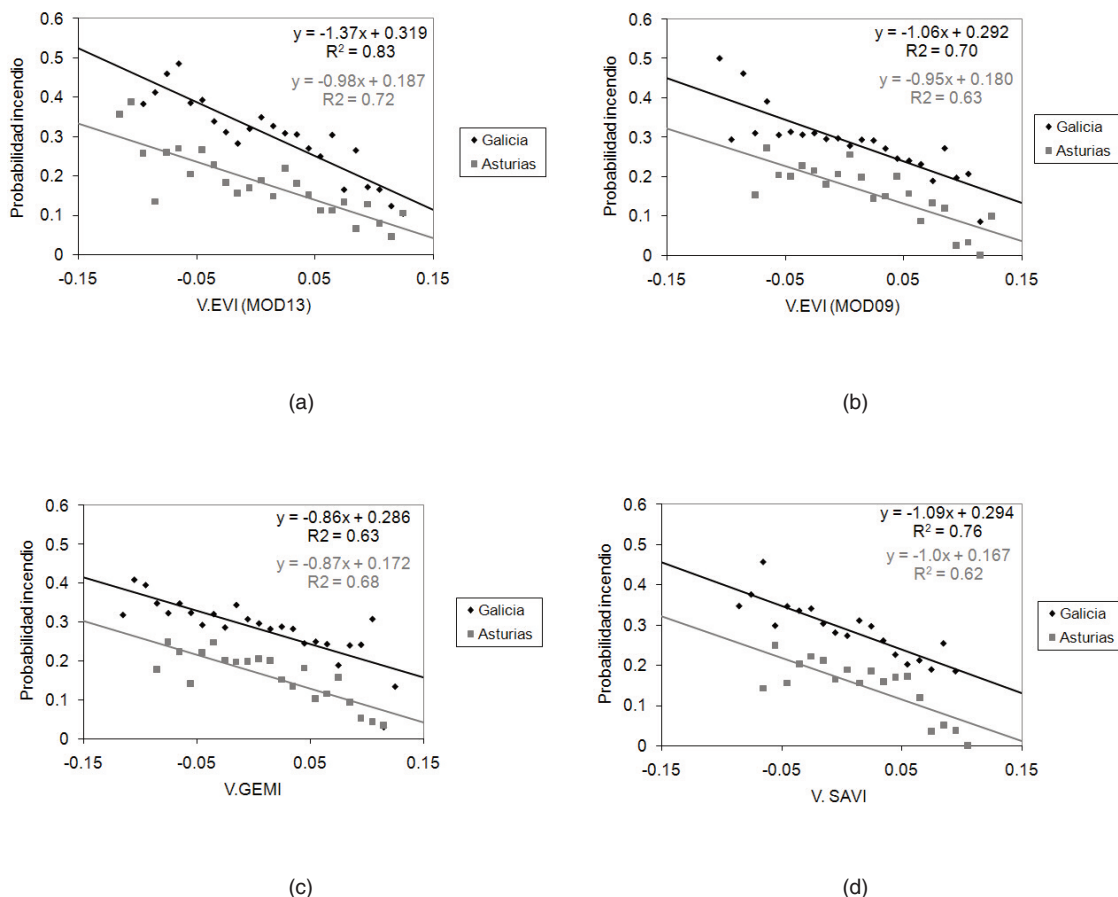 y = -1.37x + 0.319
R² = 0.83
y = -0.98x + 0.187
R2 = 0.72
Probabilidad incendio
0.6
0.5
0.4
0.3
0.2
0.1
0
-0.15
-0.05
0.05
0.15
V.EVI (MOD13)
Galicia
Asturias
(a)
y = -1.06x + 0.292
R2 = 0.70
y = -0.95x + 0.180
R2 = 0.63
Probabilidad incendio
0.6
0.5
0.4
0.3
0.2
0.1
0
-0.15
-0.05
0.05
0.15
V.EVI (MOD09)
Galicia
Asturias
(b)
y = -0.86x + 0.286
R2 = 0.63
y = -0.87x + 0.172
R2 = 0.68
Probabilidad incendio
0.6
0.5
0.4
0.3
0.2
0.1
0
-0.15
-0.05
0.05
0.15
V.GEMI
Galicia
Asturias
(c)
y = -1.09x + 0.294
R² = 0.76
y = -1.0x + 0.167
R² = 0.62
Probabilidad incendio
0.6
0.5
0.4
0.3
0.2
0.1
0
-0.15
-0.05
0.05
0.15
V. SAVI
Galicia
Asturias
(d)